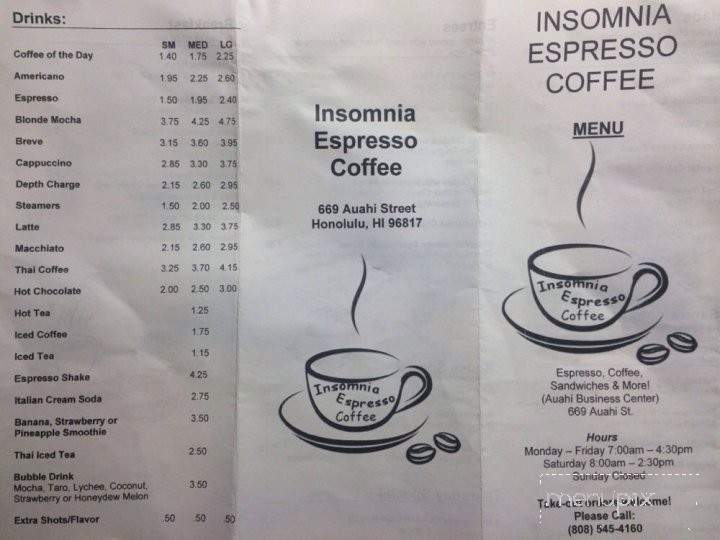 Drinks:
SM MED LG
Coffee of the Day 1.40 1.75 2.25
Americano 1.95 2.25 2.60
Espresso 1.50 1.95 2.40
Blonde Mocha 3.75 4.25 4.75
Breve 3.15 3.60 3.95
Cappuccino 2.85 3.30 3.75
Depth Charge 2.15 2.60 2.95
Steamers 1.50 2.00 2.50
Latte 2.85 3.30 3.75
Macchiato 2.15 2.60 2.95
Thai Coffee 3.25 3.70 4.15
Hot Chocolate 2.00 2.50 3.00
Hot Tea 1.25
Iced Coffee 1.75
Iced Tea 1.15
Espresso Shake 4.25
Italian Cream Soda 2.75
Banana, Strawberry or 3.50
Pineapple Smoothie
Thai Iced Tea 2.50
Bubble Drink
Mocha, Taro, Lychee, Coconut, 3.50
Strawberry or Honeydew Melon
Extra Shots/Flavor .50 .50 .50
Insomnia
Espresso
Coffee
669 Auahi Street
Honolulu, HI 96817
Insomnia
Espresso
Coffee
INSOMNIA
ESPRESSO
COFFEE
MENU
Insomnia
Espresso
Coffee
Espresso, Coffee,
Sandwiches & More!
(Auahi Business Center)
669 Auahi St.
Hours
Monday – Friday 7:00am – 4:30pm
Saturday 8:00am – 2:30pm
Sunday Closed
Take-out orders welcome!
menupix
Please Call:
(808) 545-4160